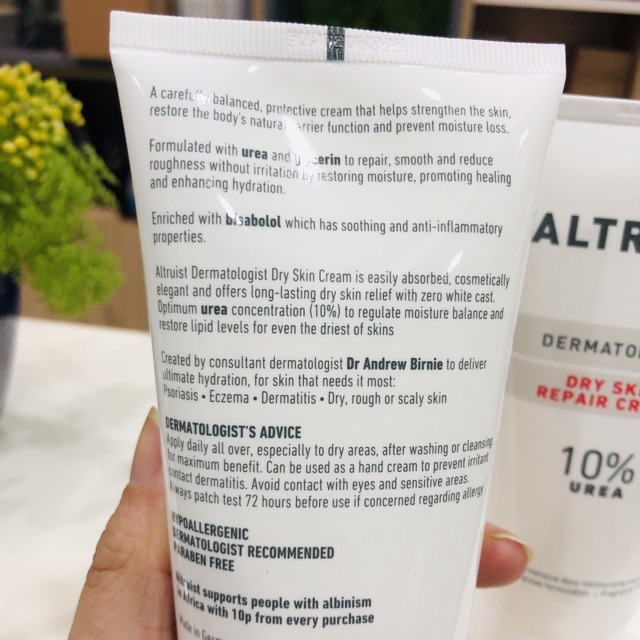 A carefully balanced, protective cream that helps strengthen the skin,
restore the body's natural barrier function and prevent moisture loss.
Formulated with urea and glycerin to repair, smooth and reduce
roughness without irritation by restoring moisture, promoting healing
and enhancing hydration.
Enriched with bisabolol which has soothing and anti-inflammatory
properties.
Altruist Dermatologist Dry Skin Cream is easily absorbed, cosmetically
elegant and offers long-lasting dry skin relief with zero white cast.
Optimum urea concentration (10%) to regulate moisture balance and
restore lipid levels for even the driest of skins
Created by consultant dermatologist Dr Andrew Birnie to deliver
ultimate hydration, for skin that needs it most:
Psoriasis • Eczema • Dermatitis • Dry, rough or scaly skin
DERMATOLOGIST'S ADVICE
Apply daily all over, especially to dry areas, after washing or cleansing
for maximum benefit. Can be used as a hand cream to prevent irritant
contact dermatitis. Avoid contact with eyes and sensitive areas.
Always patch test 72 hours before use if concerned regarding allergy
HYPOALLERGENIC
DERMATOLOGIST RECOMMENDED
PARABEN FREE
Altruist supports people with albinism
in Africa with 10p from every purchase
Made in Germ
ALTR
DERMATO
DRY SK
REPAIR CR
10%
UREA